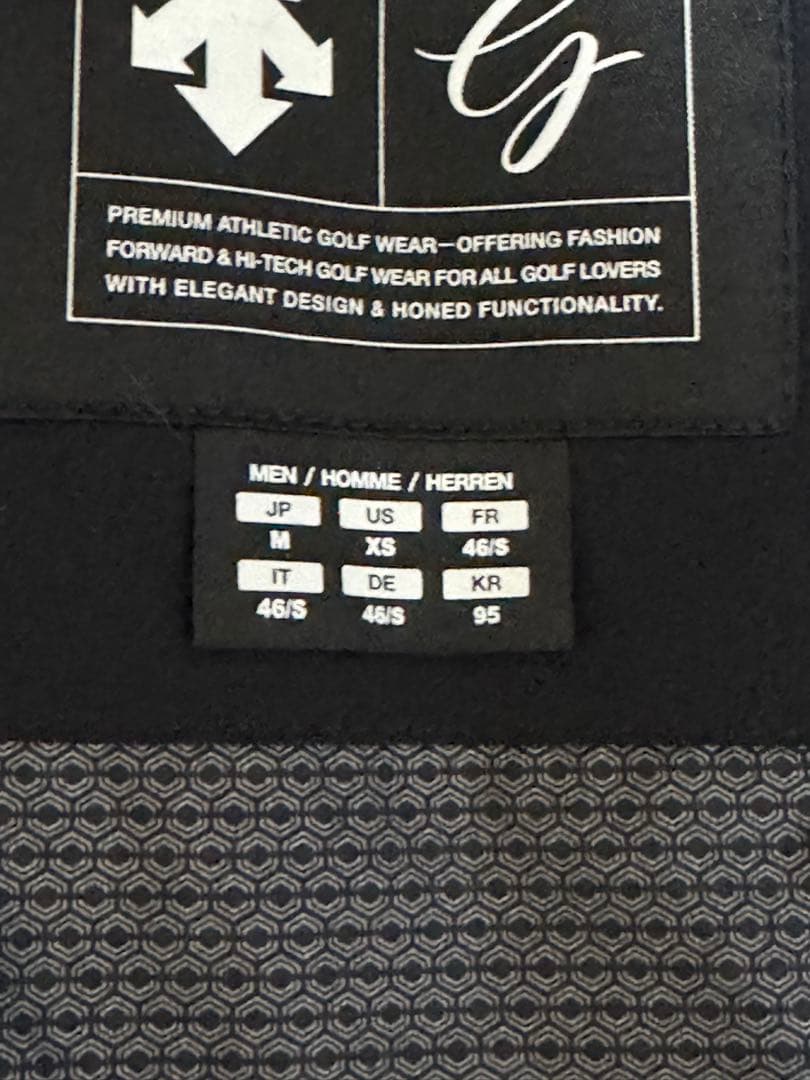 G
PREMIUM ATHLETIC GOLF WEAR—OFFERING FASHION
FORWARD & HI-TECH GOLF WEAR FOR ALL GOLF LOVERS
WITH ELEGANT DESIGN & HONED FUNCTIONALITY.
MEN / HOMME / HERREN
JP US FR
M XS 46/S
IT DE KR
46/S 46/S 95